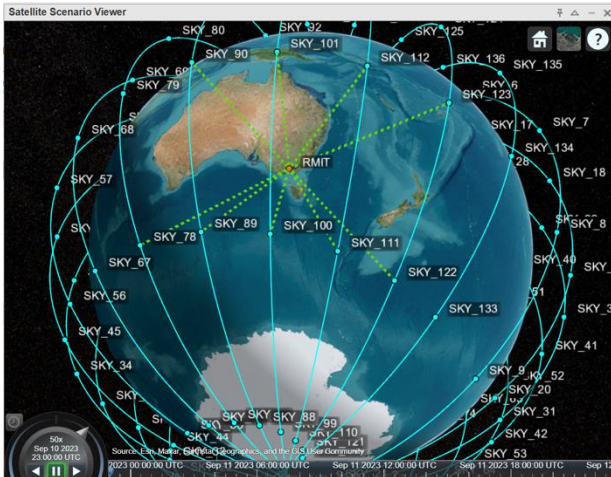 Satellite Scenario Viewer
SKY_80
SKY_92
SKY_125
SKY_90
SKY_101
SKY_112
SKY_136
SKY_135
SKY_69
SKY_79
SKY_123
SKY_68
SKY_17
SKY_7
RMIT
SKY_134
28
SKY_57
SKY_18
SKY_78
SKY_89
SKY_100
SKY_8
SKY_111
SKY_67
SKY_40
SKY_122
SKY_56
51
SKY_133
SKY_45
SKY_41
SKY_34
SKY_9
SKY_52
SKY_20
SKY_31
SKY_88
SKY_99
SKY_110
SKY_44
SKY_42
SKY_121
SKY_53
50x
Sep 10 2023
23:00:00 UTC
Source: Esri, Maxar, Earthstar Geographics, and the GIS User Community
2023 00:00:00 UTC
Sep 11 2023 06:00:00 UTC
Sep 11 2023 12:00:00 UTC
Sep 11 2023 18:00:00